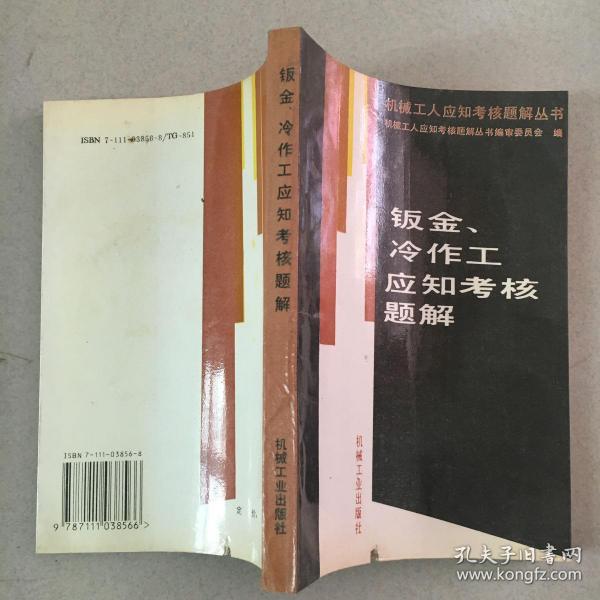 ISBN 7-111-03856-8/TG·851
ISBN 7-111-03856-8
9 787111 038566 >
定 价
钣金、冷作工应知考核题解
机械工业出版社
机械工人应知考核题解丛书
机械工人应知考核题解丛书编审委员会 编
钣金、
冷作工
应知考核
题解
机械工业出版社
孔夫子旧书网
www.kongfz.com